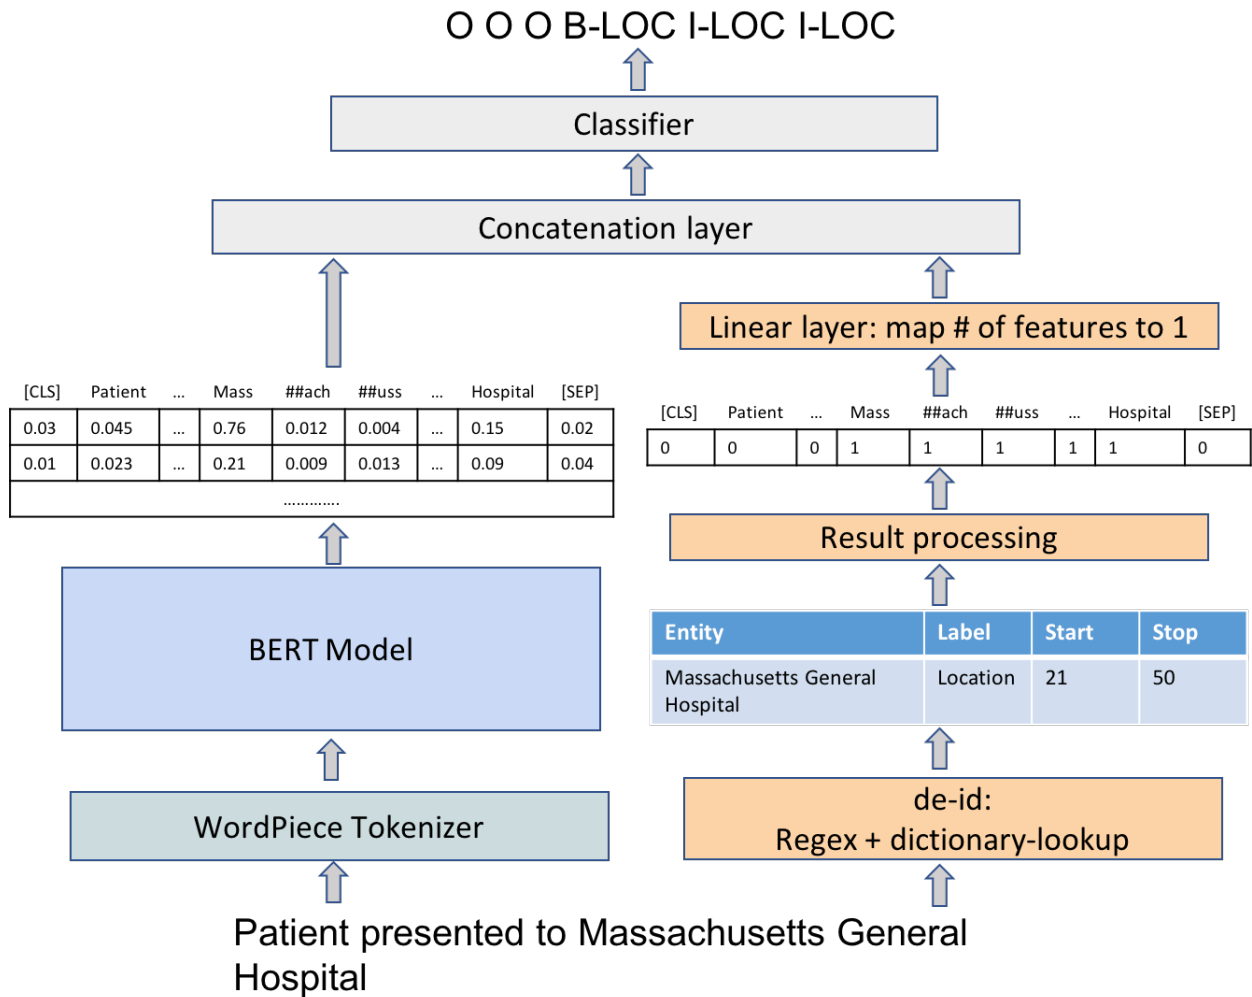 O O O B-LOC I-LOC I-LOC
Classifier
Concatenation layer
Linear layer: map # of features to 1
[CLS] Patient ... Mass ##ach ##uss ... Hospital [SEP]
0.03 0.045 ... 0.76 0.012 0.004 ... 0.15 0.02
0.01 0.023 ... 0.21 0.009 0.013 ... 0.09 0.04
.............
[CLS] Patient ... Mass ##ach ##uss ... Hospital [SEP]
0 0 0 1 1 1 1 1 0
Result processing
BERT Model
Entity Label Start Stop
Massachusetts General Location 21 50
Hospital
WordPiece Tokenizer
de-id:
Regex + dictionary-lookup
Patient presented to Massachusetts General
Hospital